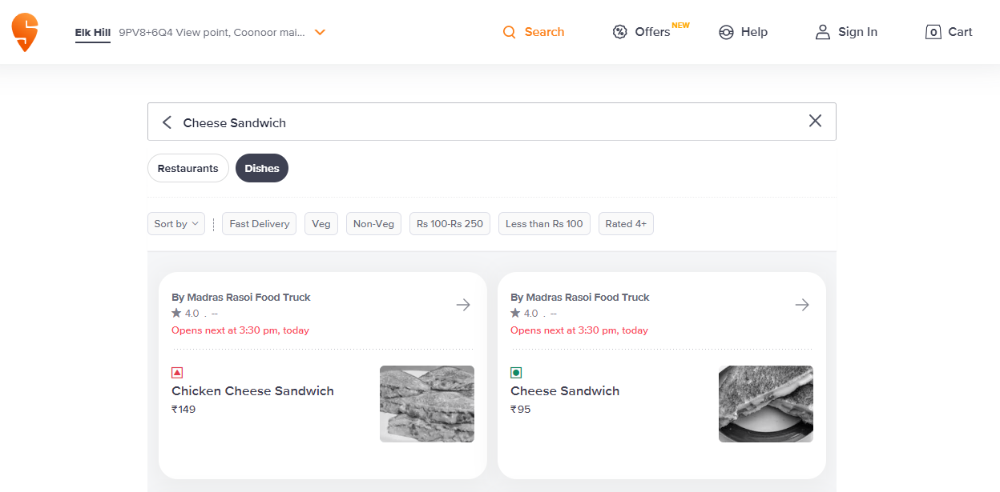 Elk Hill 9PV8+6Q4 View point, Coonoor mai... Search Offers NEW Help Sign In 0 Cart
Cheese Sandwich
Restaurants Dishes
Sort by Fast Delivery Veg Non-Veg Rs 100-Rs 250 Less than Rs 100 Rated 4+
By Madras Rasoi Food Truck
★ 4.0 . --
Opens next at 3:30 pm, today
Chicken Cheese Sandwich
₹149
By Madras Rasoi Food Truck
★ 4.0 . --
Opens next at 3:30 pm, today
Cheese Sandwich
₹95